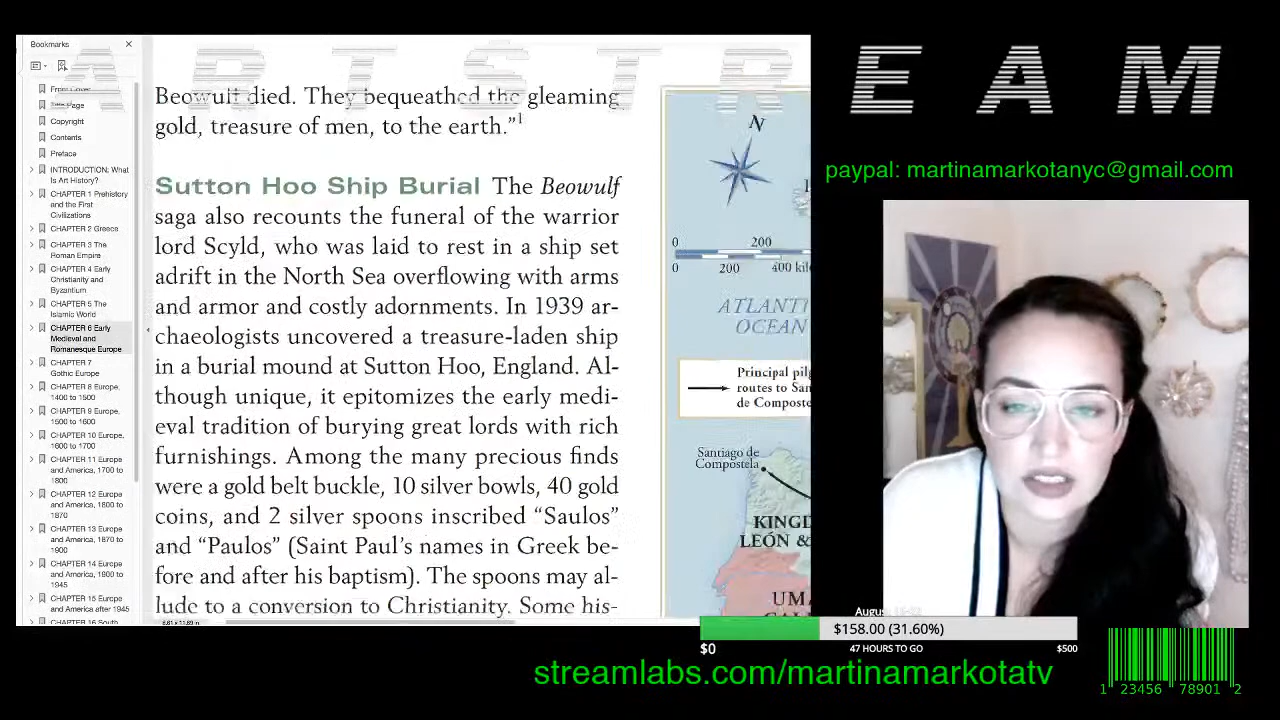 ARTSTREAM
Bookmarks
Front Cover
Title Page
Copyright
Contents
Preface
INTRODUCTION: What
Is Art History?
CHAPTER 1 Prehistory
and the First
Civilizations
CHAPTER 2 Greece
CHAPTER 3 The
Roman Empire
CHAPTER 4 Early
Christianity and
Byzantium
CHAPTER 5 The
Islamic World
CHAPTER 6 Early
Medieval and
Romanesque Europe
CHAPTER 7
Gothic Europe
CHAPTER 8 Europe,
1400 to 1500
CHAPTER 9 Europe,
1500 to 1600
CHAPTER 10 Europe,
1600 to 1700
CHAPTER 11 Europe
and America, 1700 to
1800
CHAPTER 12 Europe
and America, 1800 to
1870
CHAPTER 13 Europe
and America, 1870 to
1900
CHAPTER 14 Europe
and America, 1900 to
1945
CHAPTER 15 Europe
and America after 1945
CHAPTER 16 South
Beowulf died. They bequeathed the gleaming
gold, treasure of men, to the earth.”1
Sutton Hoo Ship Burial The Beowulf
saga also recounts the funeral of the warrior
lord Scyld, who was laid to rest in a ship set
adrift in the North Sea overflowing with arms
and armor and costly adornments. In 1939 ar-
chaeologists uncovered a treasure-laden ship
in a burial mound at Sutton Hoo, England. Al-
though unique, it epitomizes the early medi-
eval tradition of burying great lords with rich
furnishings. Among the many precious finds
were a gold belt buckle, 10 silver bowls, 40 gold
coins, and 2 silver spoons inscribed “Saulos”
and “Paulos” (Saint Paul’s names in Greek be-
fore and after his baptism). The spoons may al-
lude to a conversion to Christianity. Some his-
N
0 200
0 200 400 kil
ATLANTI
OCEAN
Principal pil
routes to San
de Compost
Santiago de
Compostela
KINGD
LEÓN &
UMA
paypal: martinamarkotanyc@gmail.com
$158.00 (31.60%)
$0 47 HOURS TO GO $500
streamlabs.com/martinamarkotatv
1 23456 78901 2